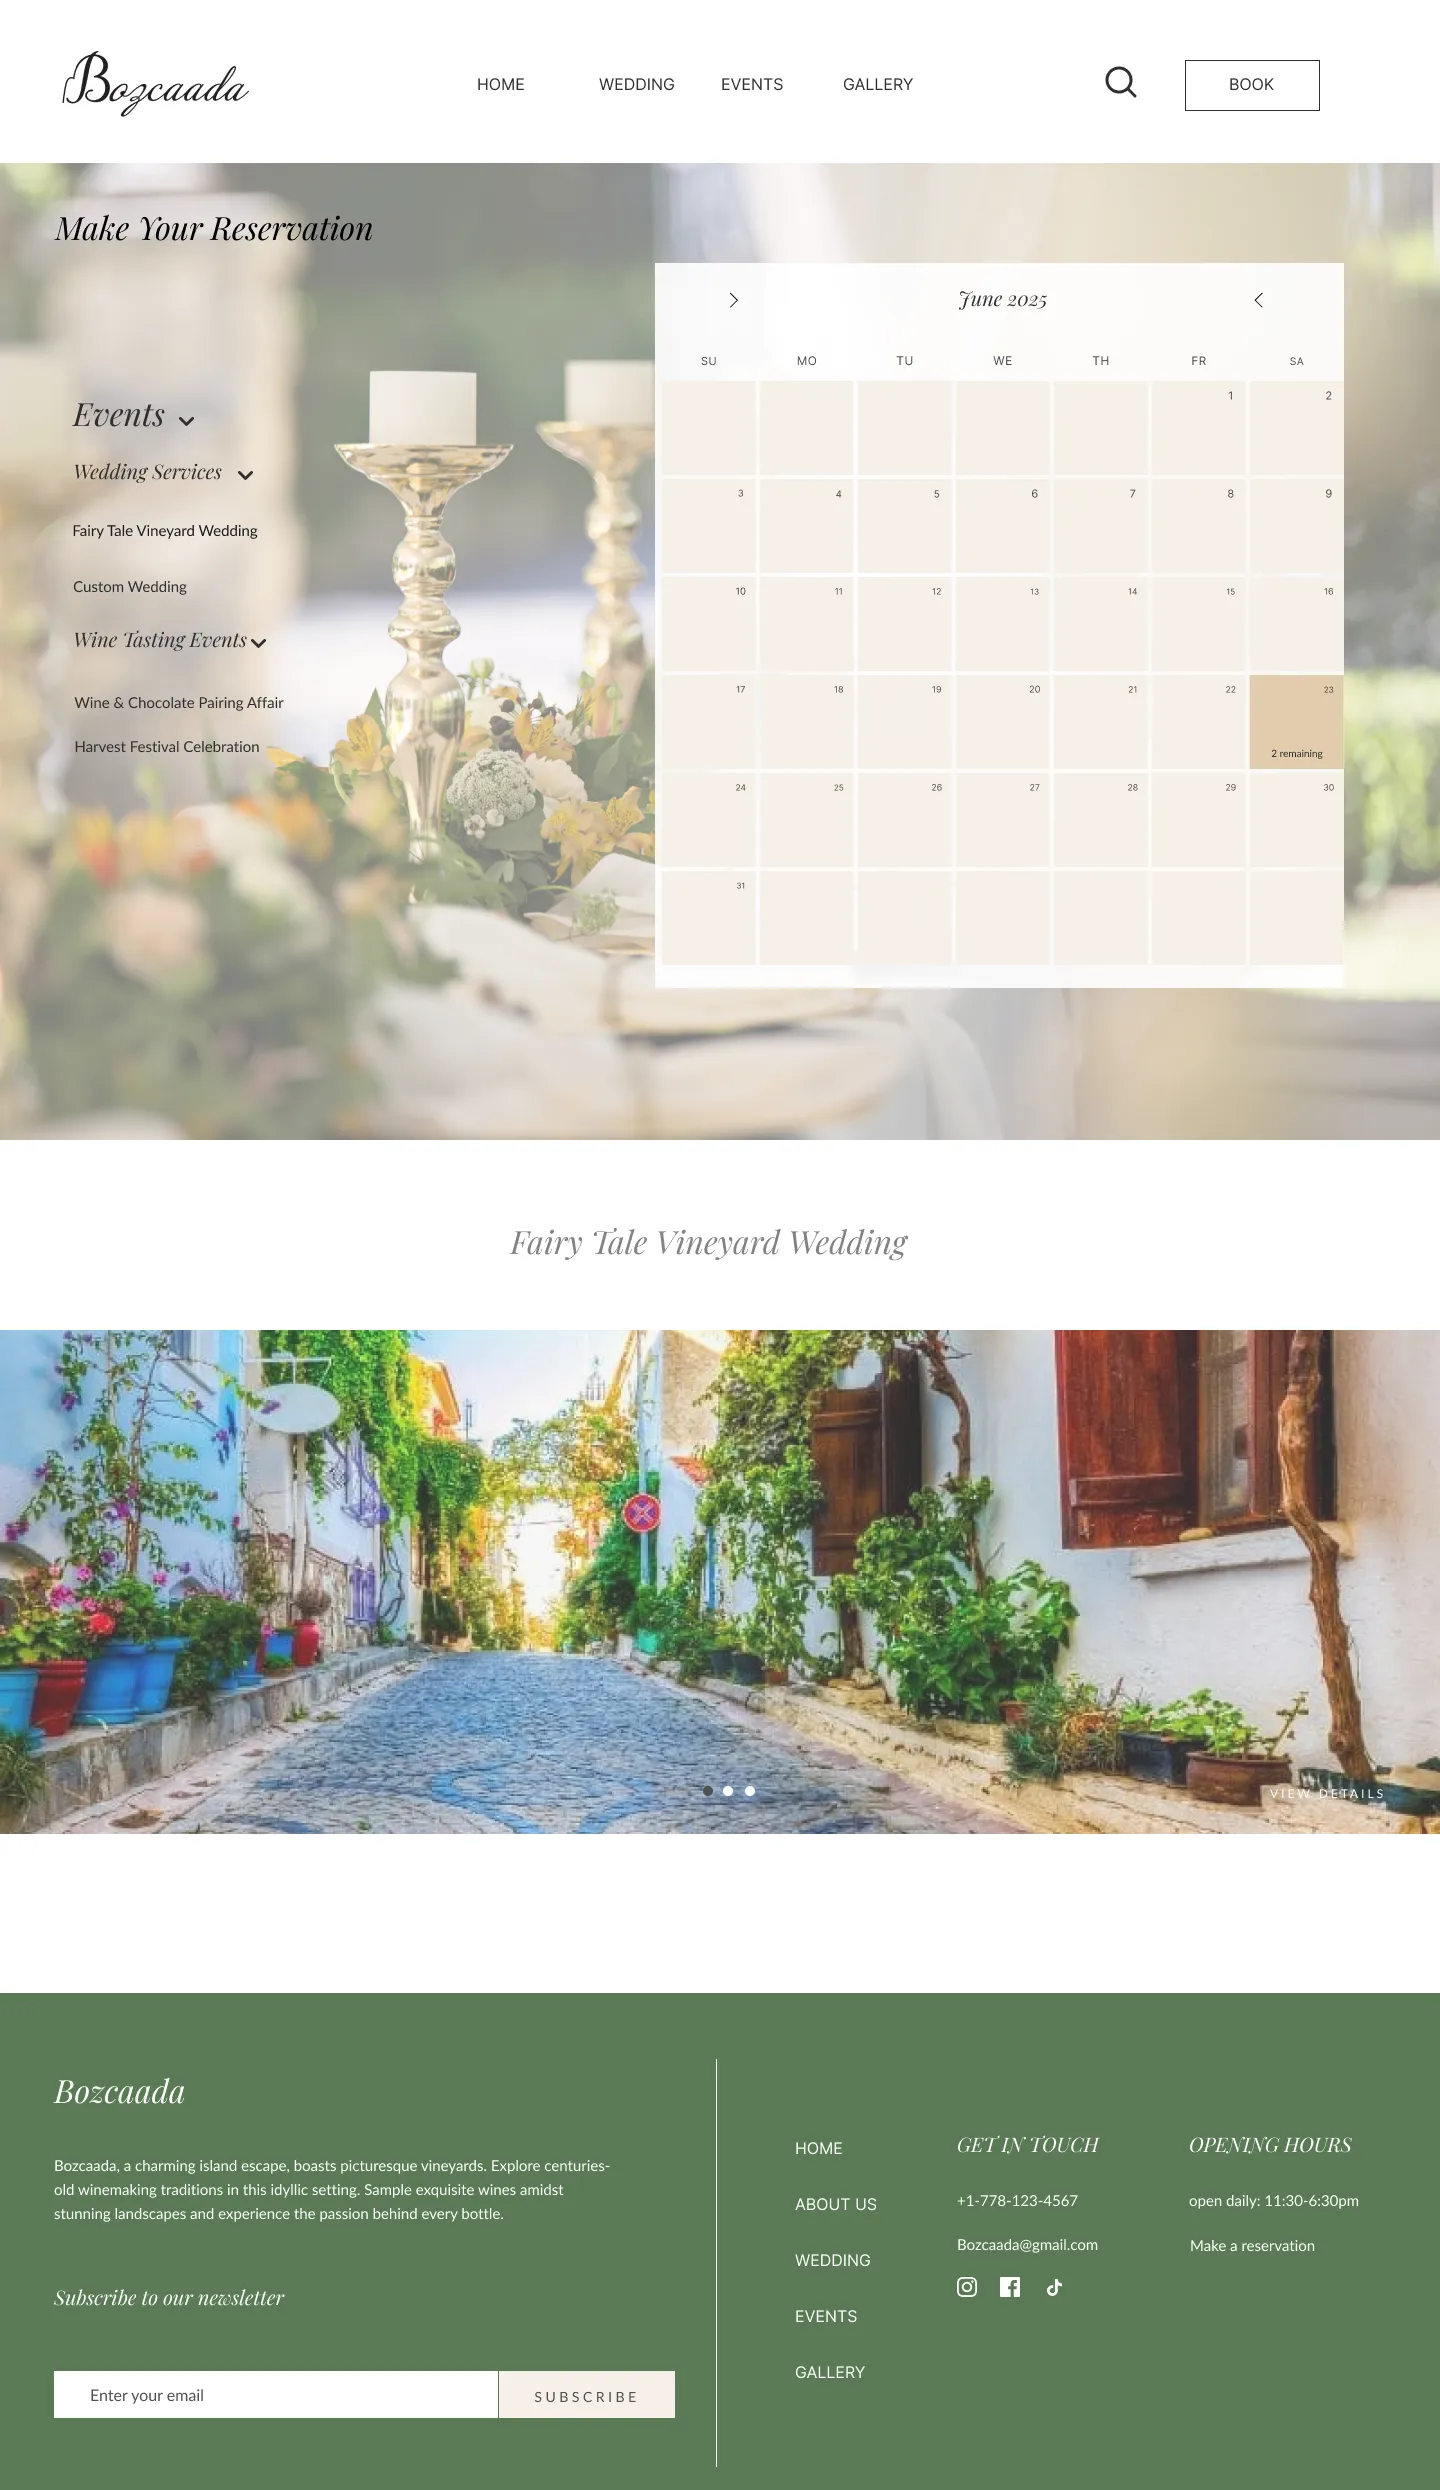 Bozcaada
HOME
WEDDING
EVENTS
GALLERY
BOOK
Make Your Reservation
Events
Wedding Services
Fairy Tale Vineyard Wedding
Custom Wedding
Wine Tasting Events
Wine & Chocolate Pairing Affair
Harvest Festival Celebration
June 2025
SU MO TU WE TH FR SA
1 2
3 4 5 6 7 8 9
10 11 12 13 14 15 16
17 18 19 20 21 22 23
2 remaining
24 25 26 27 28 29 30
31
Fairy Tale Vineyard Wedding
VIEW DETAILS
Bozcaada
Bozcaada, a charming island escape, boasts picturesque vineyards. Explore centuries-
old winemaking traditions in this idyllic setting. Sample exquisite wines amidst
stunning landscapes and experience the passion behind every bottle.
Subscribe to our newsletter
Enter your email
SUBSCRIBE
HOME
ABOUT US
WEDDING
EVENTS
GALLERY
GET IN TOUCH
+1-778-123-4567
Bozcaada@gmail.com
OPENING HOURS
open daily: 11:30-6:30pm
Make a reservation